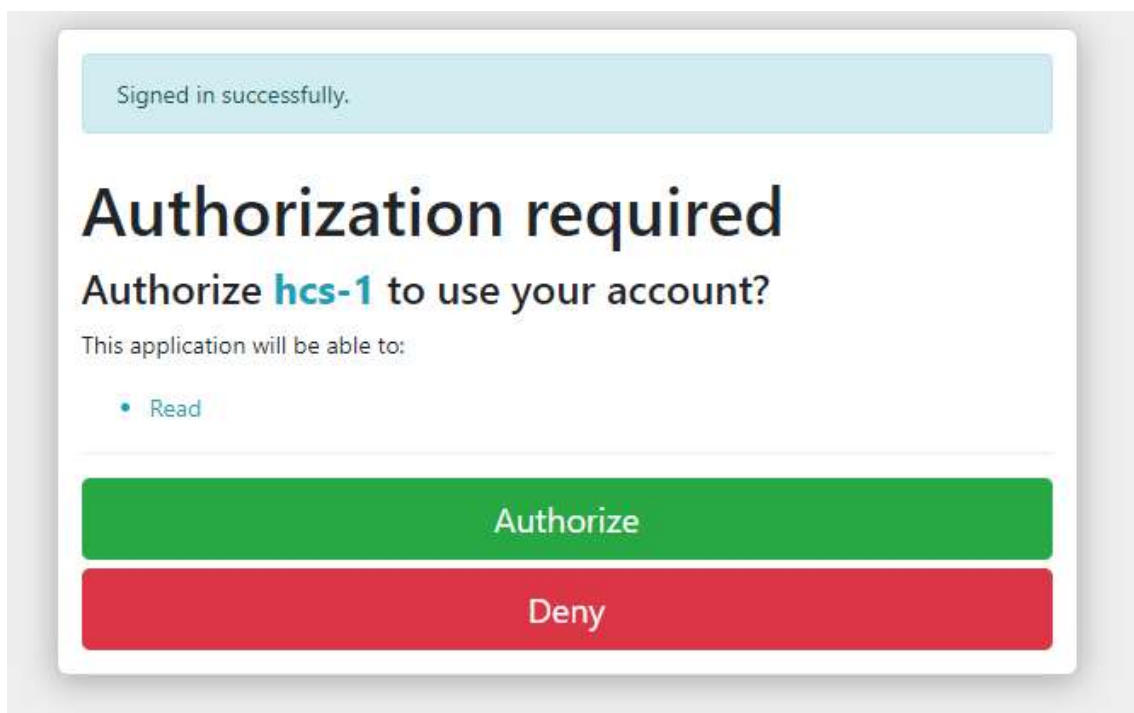 Signed in successfully.
Authorization required
Authorize hcs-1 to use your account?
This application will be able to:
Read
Authorize
Deny